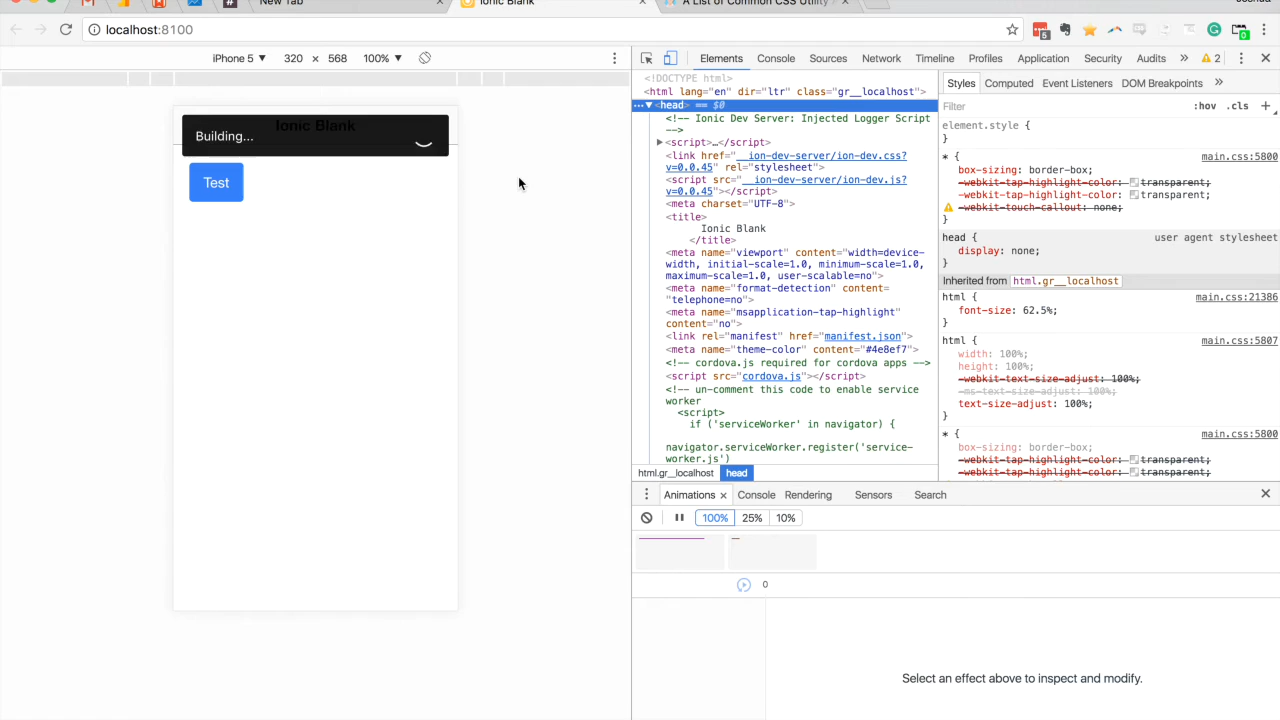 New Tab
×
Ionic Blank
×
A List of Common CSS Utility
×
Joshua
localhost:8100
5
0
iPhone 5 ▼ 320 × 568 100% ▼
Elements Console Sources Network Timeline Profiles Application Security Audits » 2
Building...
Ionic Blank
Test
<!DOCTYPE html>
<html lang="en" dir="ltr" class="gr__localhost">
… ▼ <head> == $0
<!-- Ionic Dev Server: Injected Logger Script
-->
▶ <script>…</script>
<link href="__ion-dev-server/ion-dev.css?
v=0.0.45" rel="stylesheet">
<script src="__ion-dev-server/ion-dev.js?
v=0.0.45"></script>
<meta charset="UTF-8">
<title>
Ionic Blank
</title>
<meta name="viewport" content="width=device-
width, initial-scale=1.0, minimum-scale=1.0,
maximum-scale=1.0, user-scalable=no">
<meta name="format-detection" content=
"telephone=no">
<meta name="msapplication-tap-highlight"
content="no">
<link rel="manifest" href="manifest.json">
<meta name="theme-color" content="#4e8ef7">
<!-- cordova.js required for cordova apps -->
<script src="cordova.js"></script>
<!-- un-comment this code to enable service
worker
<script>
if ('serviceWorker' in navigator) {
navigator.serviceWorker.register('service-
worker.js')
html.gr__localhost head
Styles Computed Event Listeners DOM Breakpoints »
Filter :hov .cls +
element.style {
}
* { main.css:5800
box-sizing: border-box;
-webkit-tap-highlight-color: transparent;
-webkit-tap-highlight-color: transparent;
-webkit-touch-callout: none;
}
head { user agent stylesheet
display: none;
}
Inherited from html.gr__localhost
html { main.css:21386
font-size: 62.5%;
}
html { main.css:5807
width: 100%;
height: 100%;
-webkit-text-size-adjust: 100%;
-ms-text-size-adjust: 100%;
text-size-adjust: 100%;
}
* { main.css:5800
box-sizing: border-box;
-webkit-tap-highlight-color: transparent;
-webkit-tap-highlight-color: transparent;
Animations × Console Rendering Sensors Search
100% 25% 10%
0
Select an effect above to inspect and modify.